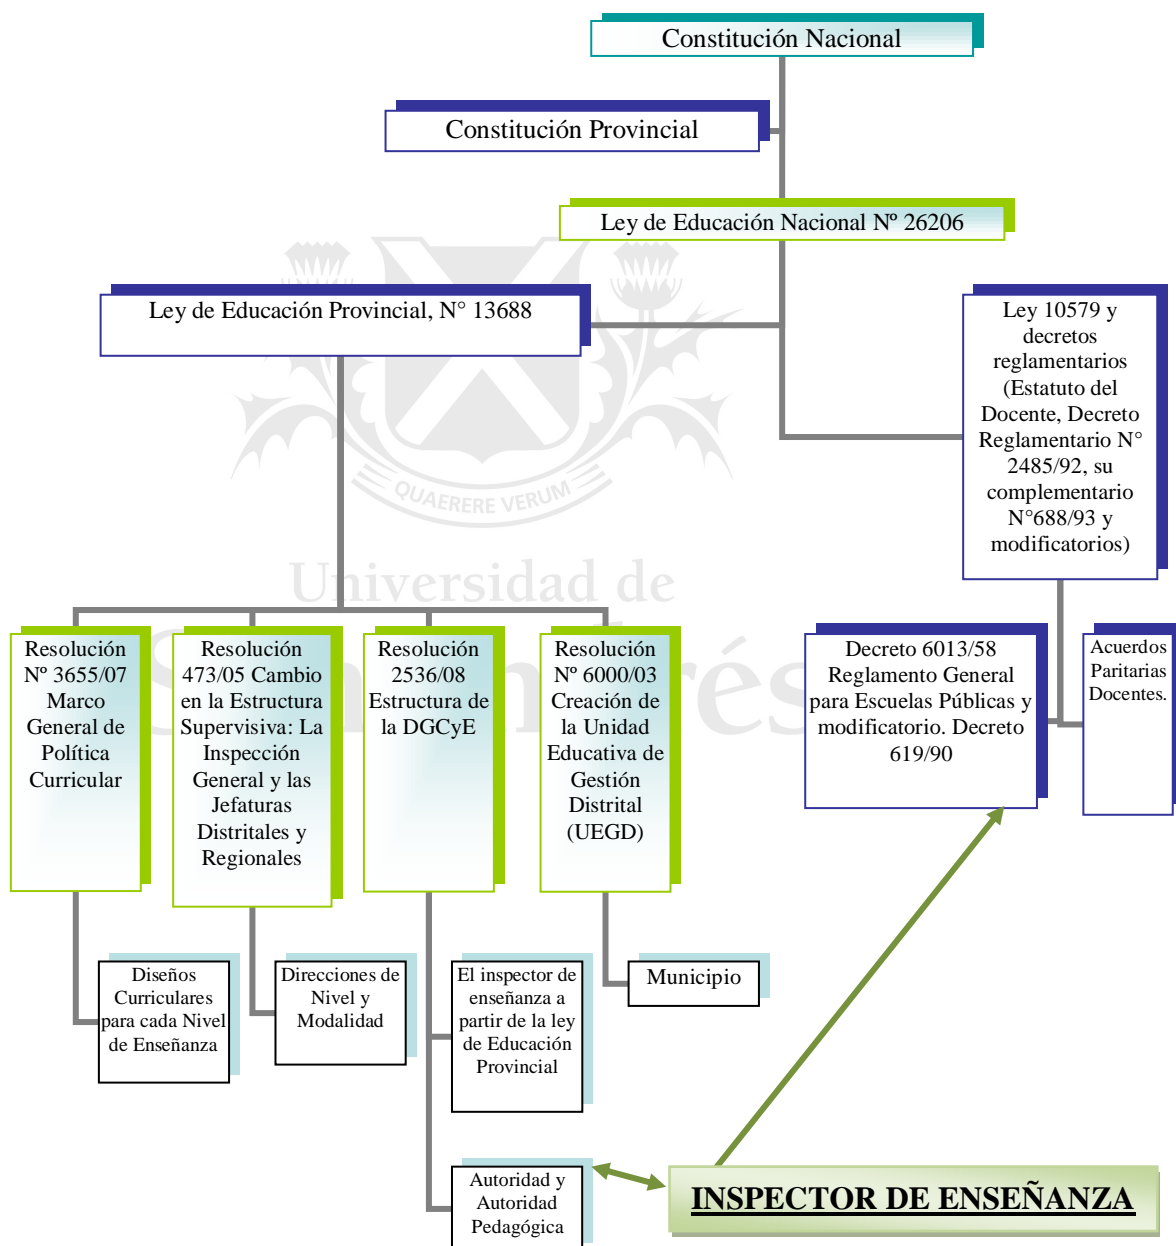 Constitución Nacional
Constitución Provincial
Ley de Educación Nacional Nº 26206
Ley de Educación Provincial, N° 13688
Ley 10579 y
decretos
reglamentarios
(Estatuto del
Docente, Decreto
Reglamentario N°
2485/92, su
complementario
N°688/93 y
modificatorios)
QUAERERE VERUM
Universidad de
Resolución
Nº 3655/07 Marco
General de
Política
Curricular
Resolución
473/05 Cambio
en la Estructura
Supervisiva: La
Inspección
General y las
Jefaturas
Distritales y
Regionales
Resolución
2536/08
Estructura de
la DGCyE
Resolución
Nº 6000/03
Creación de
la Unidad
Educativa de
Gestión
Distrital
(UEGD)
Decreto 6013/58
Reglamento General
para Escuelas Públicas y
modificatorio. Decreto
619/90
Acuerdos
Paritarias
Docentes.
Diseños
Curriculares
para cada Nivel
de Enseñanza
Direcciones de
Nivel y
Modalidad
El inspector de
enseñanza a
partir de la ley
de Educación
Provincial
Municipio
Autoridad y
Autoridad
Pedagógica
INSPECTOR DE ENSEÑANZA